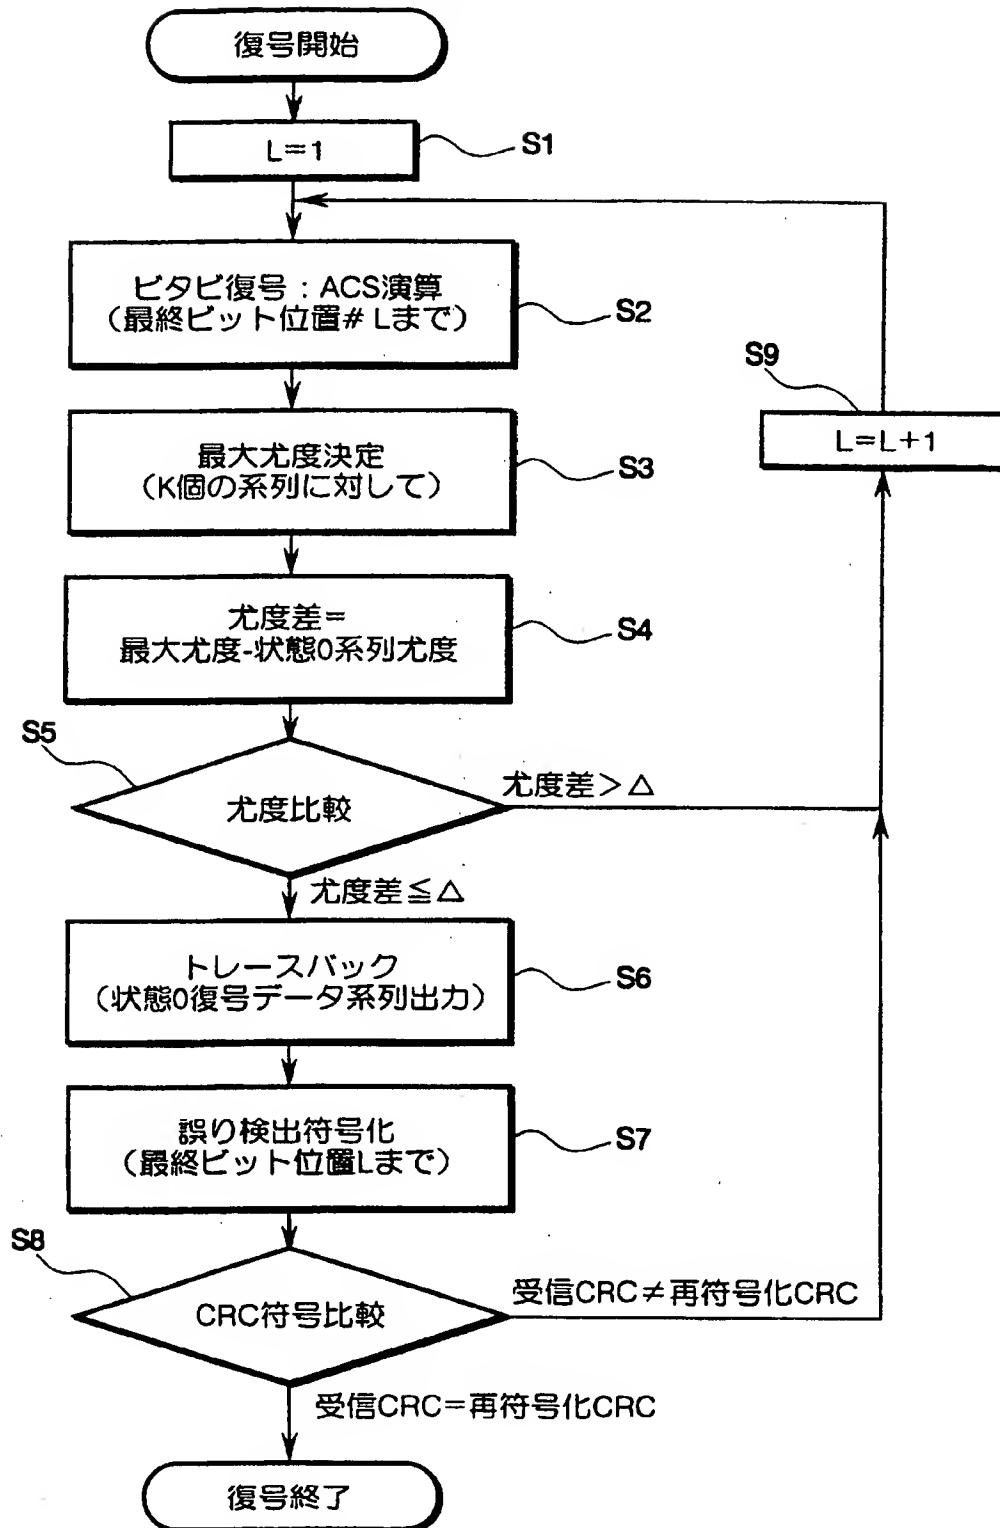 復号開始
L=1
S1
ビタビ復号：ACS演算
（最終ビット位置＃Lまで）
S2
S9
L=L+1
最大尤度決定
（K個の系列に対して）
S3
尤度差=
最大尤度-状態0系列尤度
S4
S5
尤度比較
尤度差＞△
尤度差≦△
トレースバック
（状態0復号データ系列出力）
S6
誤り検出符号化
（最終ビット位置Lまで）
S7
S8
CRC符号比較
受信CRC≠再符号化CRC
受信CRC=再符号化CRC
復号終了